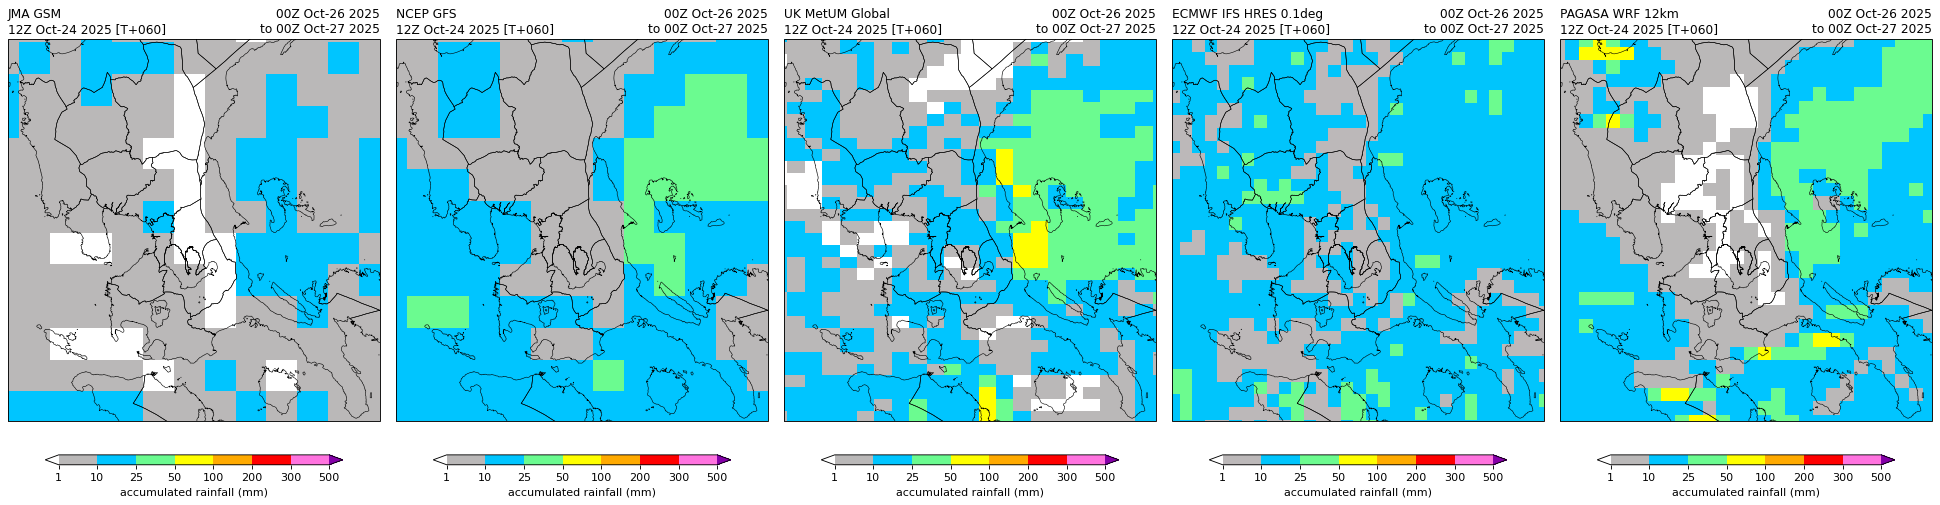 JMA GSM 00Z Oct-26 2025
12Z Oct-24 2025 [T+060] to 00Z Oct-27 2025
1 10 25 50 100 200 300 500
accumulated rainfall (mm)
NCEP GFS 00Z Oct-26 2025
12Z Oct-24 2025 [T+060] to 00Z Oct-27 2025
1 10 25 50 100 200 300 500
accumulated rainfall (mm)
UK MetUM Global 00Z Oct-26 2025
12Z Oct-24 2025 [T+060] to 00Z Oct-27 2025
1 10 25 50 100 200 300 500
accumulated rainfall (mm)
ECMWF IFS HRES 0.1deg 00Z Oct-26 2025
12Z Oct-24 2025 [T+060] to 00Z Oct-27 2025
1 10 25 50 100 200 300 500
accumulated rainfall (mm)
PAGASA WRF 12km 00Z Oct-26 2025
12Z Oct-24 2025 [T+060] to 00Z Oct-27 2025
1 10 25 50 100 200 300 500
accumulated rainfall (mm)